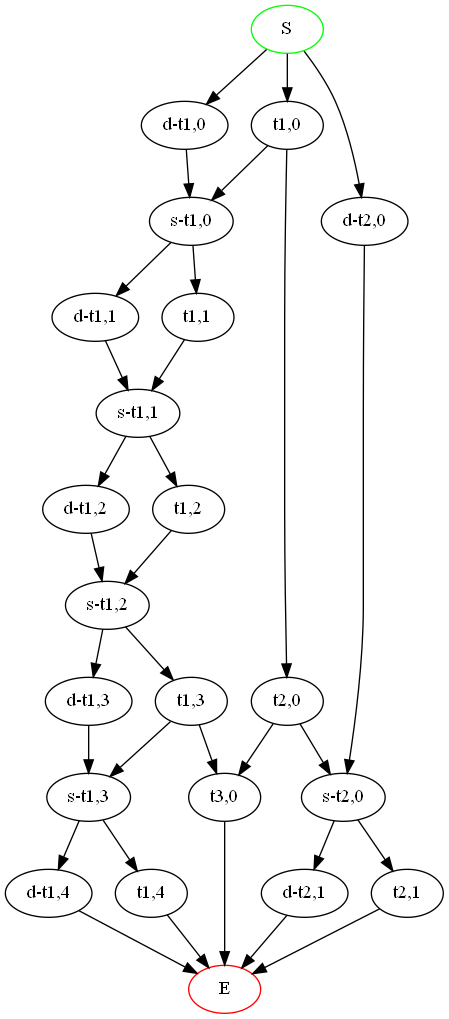 S
d-t1,0
t1,0
s-t1,0
d-t2,0
d-t1,1
t1,1
s-t1,1
d-t1,2
t1,2
s-t1,2
d-t1,3
t1,3
t2,0
s-t1,3
t3,0
s-t2,0
d-t1,4
t1,4
d-t2,1
t2,1
E